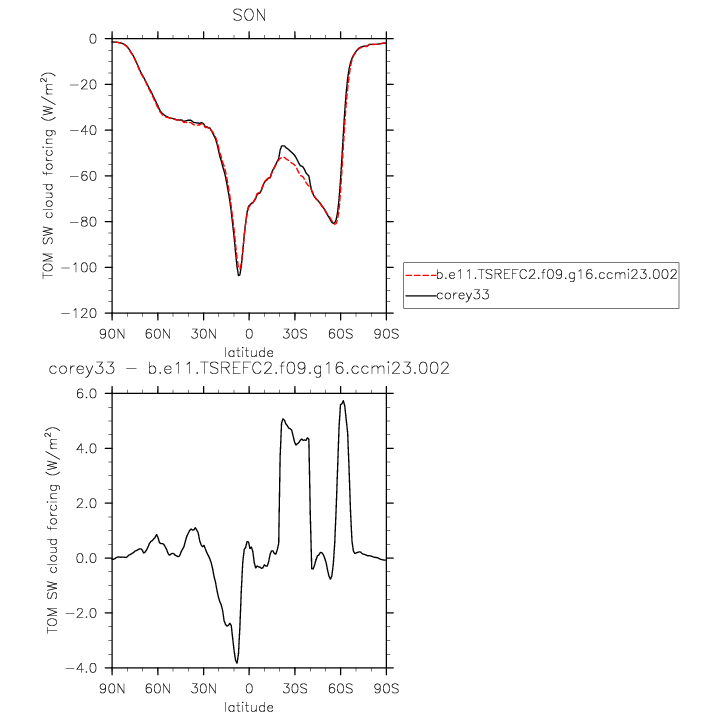 SON
TOM SW cloud forcing (W/m²)
0
−20
−40
−60
−80
−100
−120
90N 60N 30N 0 30S 60S 90S
latitude
b.e11.TSREFC2.f09.g16.ccmi23.002
corey33
corey33 − b.e11.TSREFC2.f09.g16.ccmi23.002
TOM SW cloud forcing (W/m²)
6.0
4.0
2.0
0.0
−2.0
−4.0
90N 60N 30N 0 30S 60S 90S
latitude